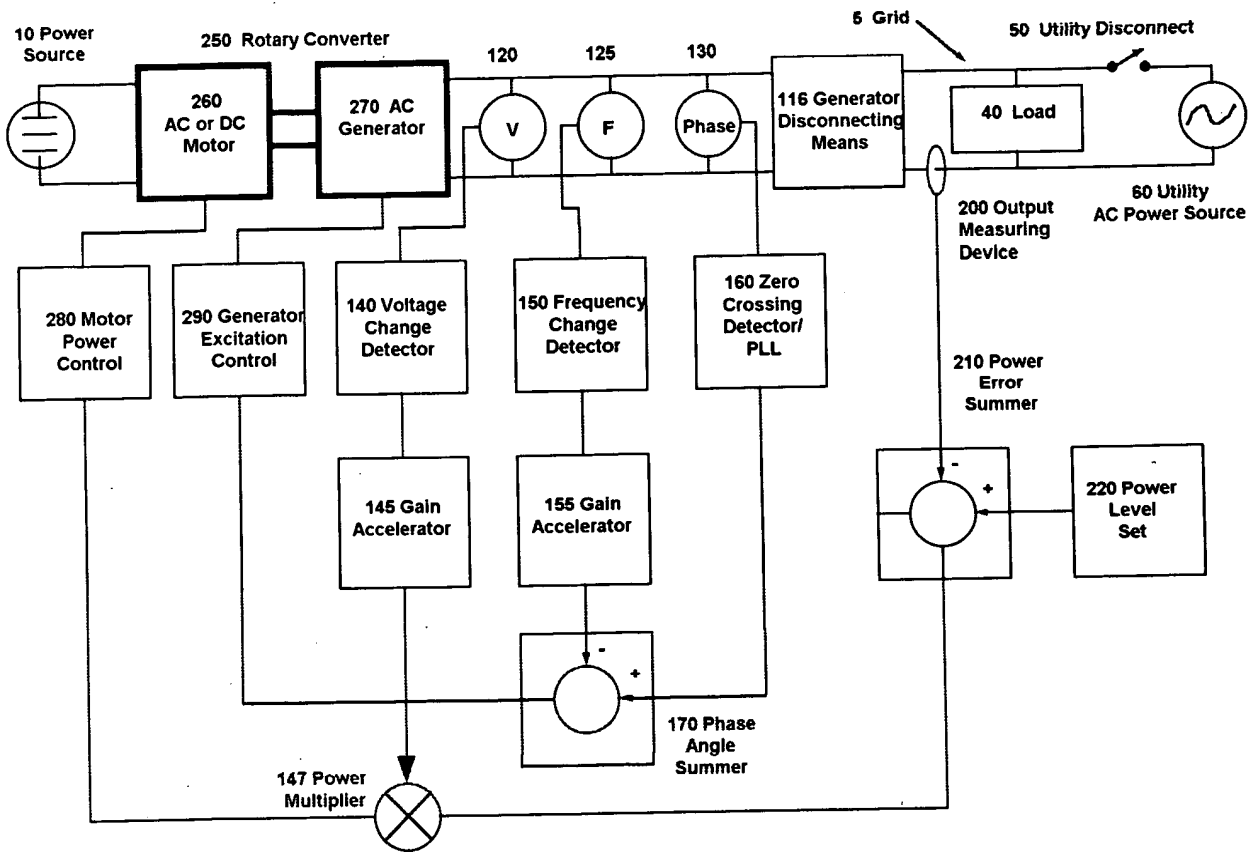 10 Power
Source
250 Rotary Converter
120
125
130
5 Grid
50 Utility Disconnect
260
AC or DC
Motor
270 AC
Generator
V
F
Phase
116 Generator
Disconnecting
Means
40 Load
60 Utility
AC Power Source
200 Output
Measuring
Device
280 Motor
Power
Control
290 Generator
Excitation
Control
140 Voltage
Change
Detector
150 Frequency
Change
Detector
160 Zero
Crossing
Detector/
PLL
210 Power
Error
Summer
145 Gain
Accelerator
155 Gain
Accelerator
-
+
220 Power
Level
Set
-
+
170 Phase
Angle
Summer
147 Power
Multiplier